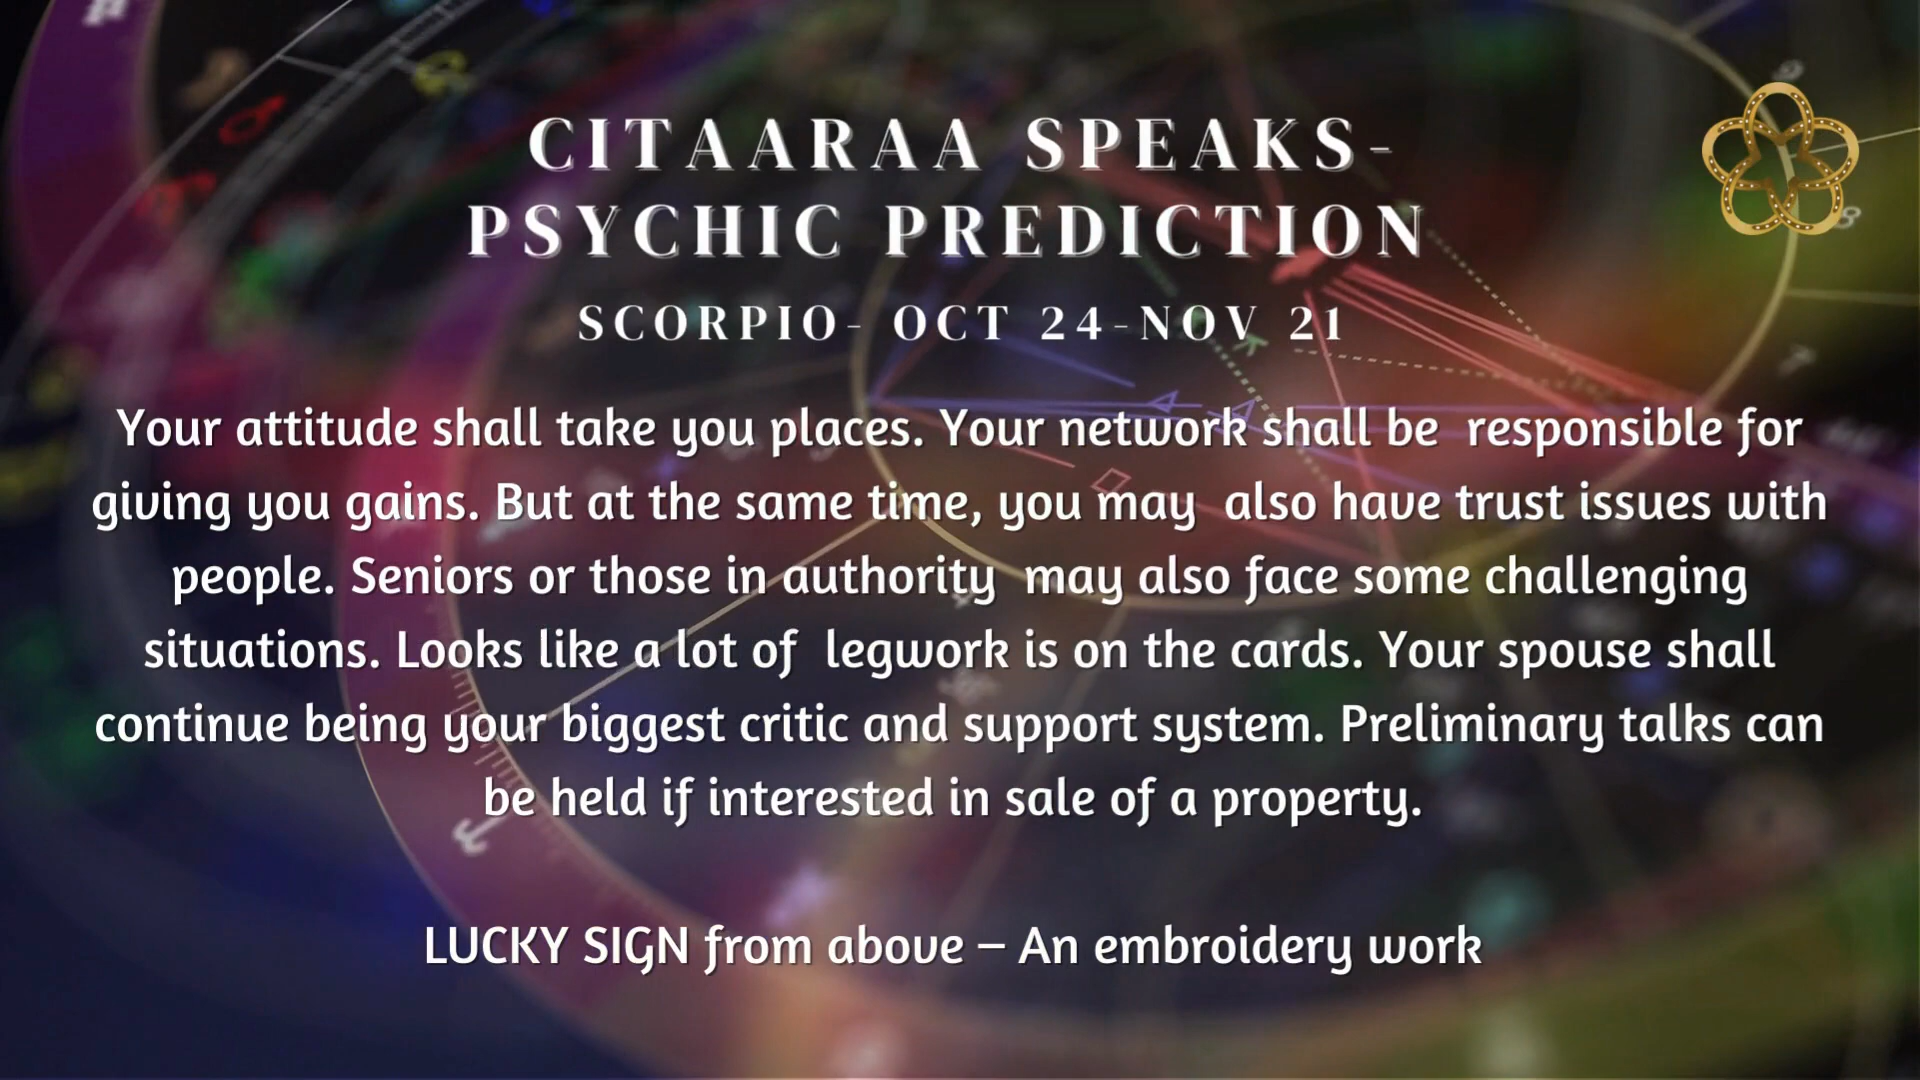 CITAARAA SPEAKS-
PSYCHIC PREDICTION
SCORPIO- OCT 24-NOV 21
Your attitude shall take you places. Your network shall be  responsible for
giving you gains. But at the same time, you may  also have trust issues with
people. Seniors or those in authority  may also face some challenging
situations. Looks like a lot of  legwork is on the cards. Your spouse shall
continue being your biggest critic and support system. Preliminary talks can
be held if interested in sale of a property.
LUCKY SIGN from above – An embroidery work